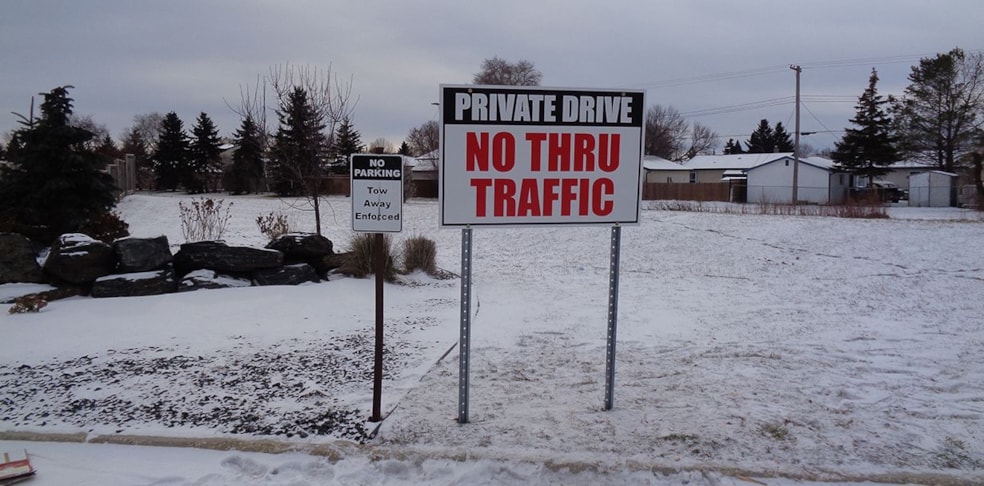 NO
PARKING
Tow
Away
Enforced
PRIVATE DRIVE
NO THRU
TRAFFIC